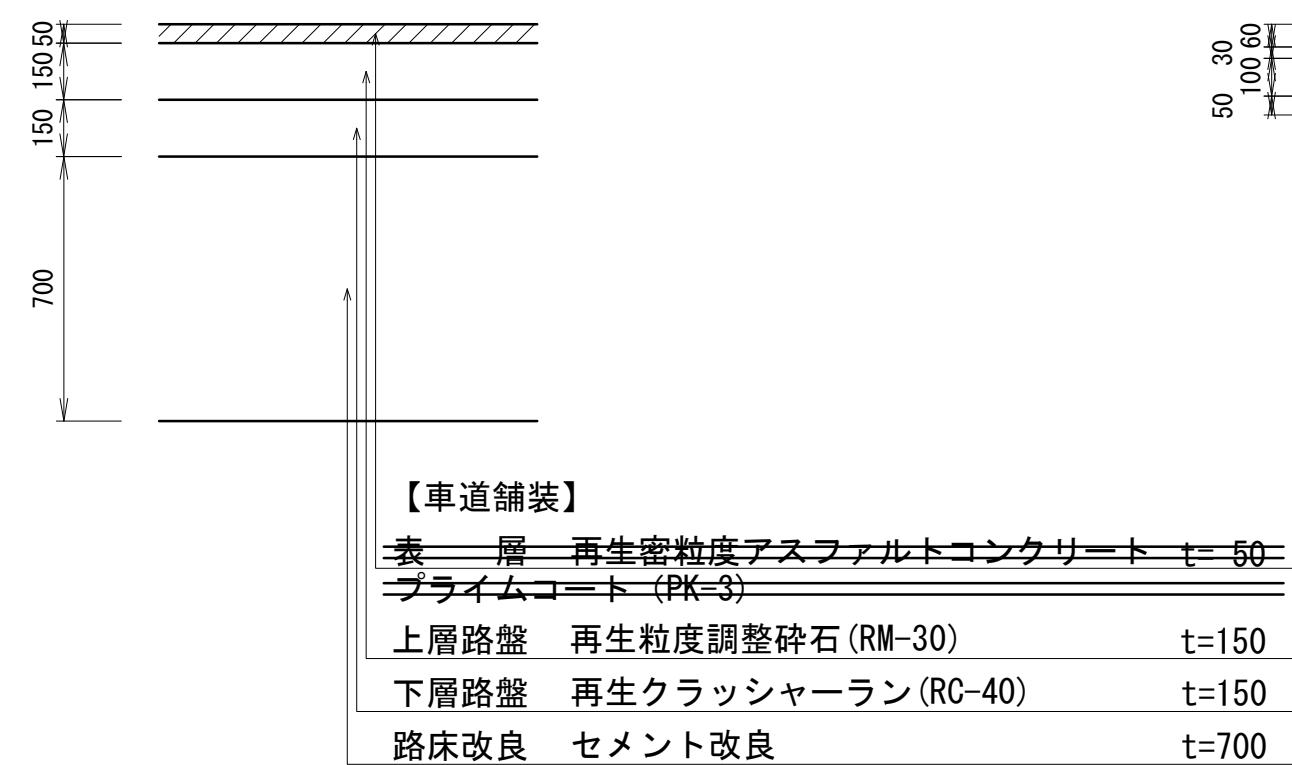 50
150
150
700
60
30
100
50
【車道舗装】
表　　層　再生密粒度アスファルトコンクリート　t= 50
プライムコート (PK-3)
上層路盤　再生粒度調整砕石(RM-30)　t=150
下層路盤　再生クラッシャーラン(RC-40)　t=150
路床改良　セメント改良　t=700